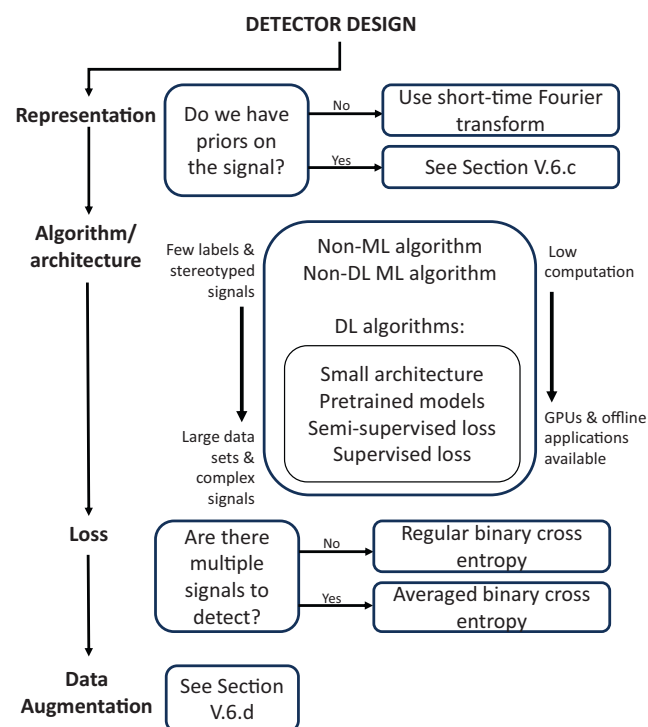 DETECTOR DESIGN
Representation
Do we have
priors on
the signal?
No
Use short-time Fourier
transform
Yes
See Section V.6.c
Algorithm/
architecture
Few labels &
stereotyped
signals
Large data
sets &
complex
signals
Non-ML algorithm
Non-DL ML algorithm
DL algorithms:
Small architecture
Pretrained models
Semi-supervised loss
Supervised loss
Low
computation
GPUs & offline
applications
available
Loss
Are there
multiple
signals to
detect?
No
Regular binary cross
entropy
Yes
Averaged binary cross
entropy
Data
Augmentation
See Section
V.6.d